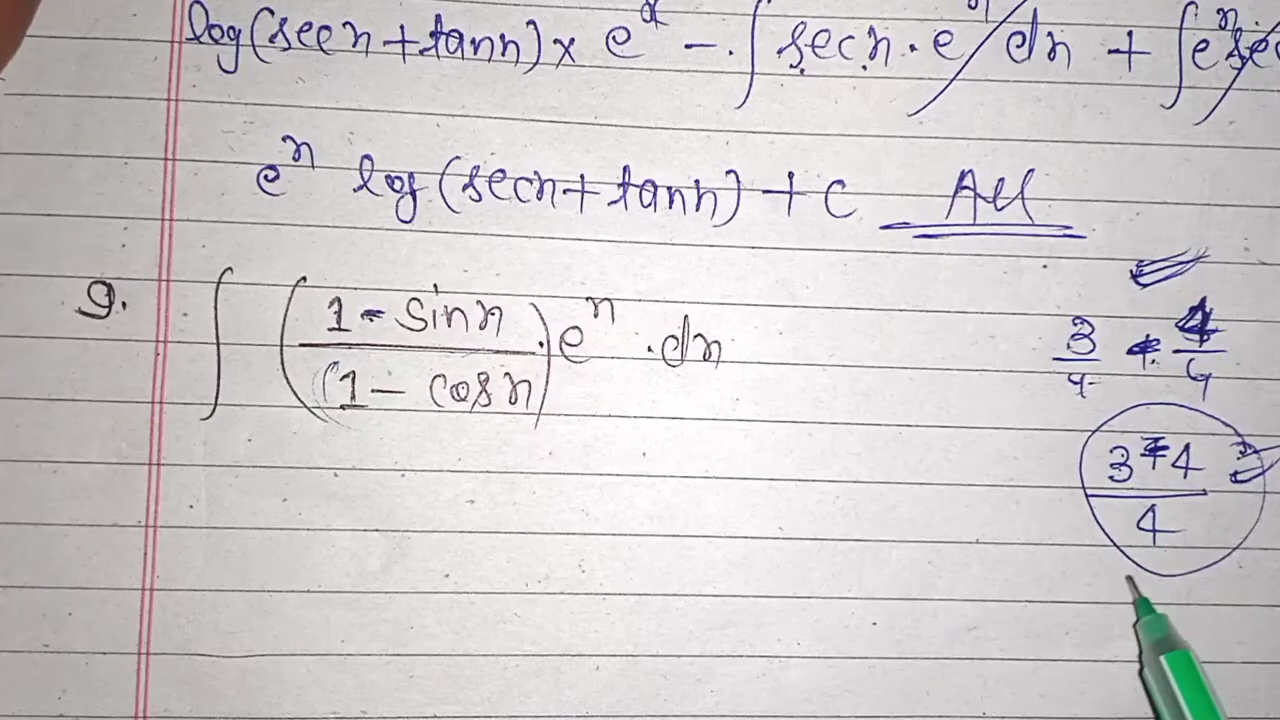 log(secx+tanx)× e^x − ∫ secx · e dx + ∫ e^x sec
e^x log(secx+tanx) + c Ans
9. ∫ (1 - sinx / (1 - cosx) . e^x . dx
3/4 4/4
3-4 / 4